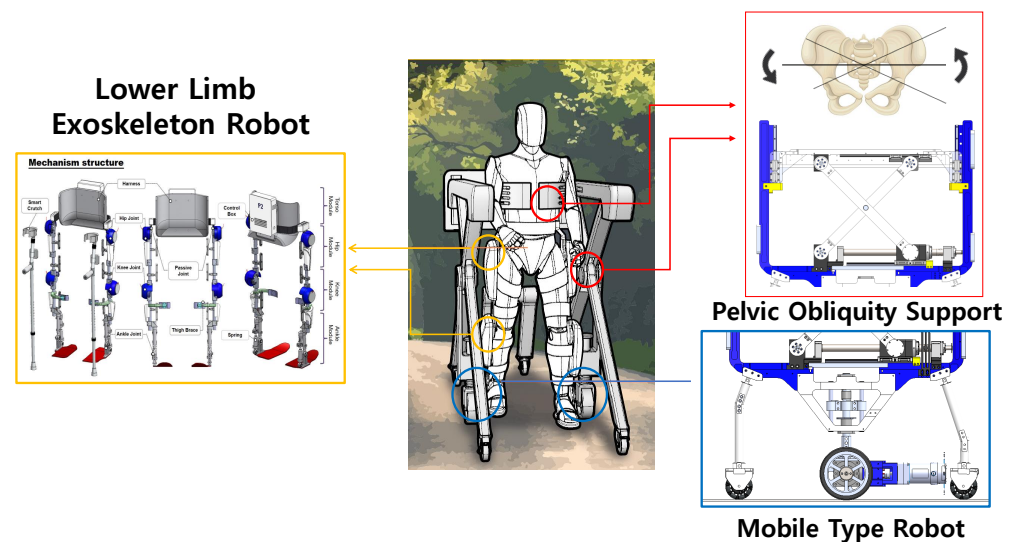 Lower Limb
Exoskeleton Robot
Mechanism structure
Harness
Smart
Crutch
Hip Joint
Control
Box
P2
Knee Joint
Passive
Joint
Ankle Joint
Thigh Brace
Spring
Torso
Module
Hip
Module
Knee
Module
Ankle
Module
Pelvic Obliquity Support
Mobile Type Robot